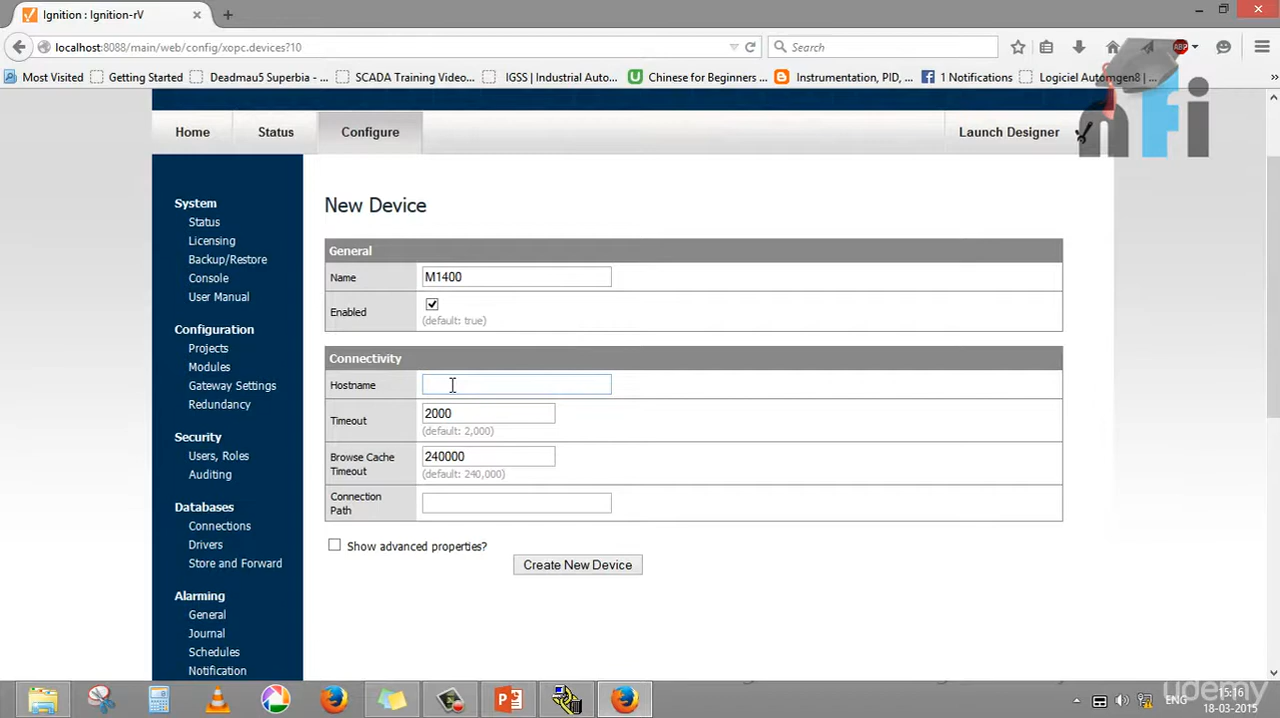 Ignition : Ignition-rV
localhost:8088/main/web/config/xopc.devices?10
Search
ABP
Most Visited
Getting Started
Deadmau5 Superbia - ...
SCADA Training Video...
IGSS | Industrial Auto...
Chinese for Beginners ...
Instrumentation, PID, ...
1 Notifications
Logiciel Automgen8 | ...
nfi
Home
Status
Configure
Launch Designer
System
Status
Licensing
Backup/Restore
Console
User Manual
Configuration
Projects
Modules
Gateway Settings
Redundancy
Security
Users, Roles
Auditing
Databases
Connections
Drivers
Store and Forward
Alarming
General
Journal
Schedules
Notification
New Device
General
Name
M1400
Enabled
(default: true)
Connectivity
Hostname
Timeout
2000
(default: 2,000)
Browse Cache
Timeout
240000
(default: 240,000)
Connection
Path
Show advanced properties?
Create New Device
ENG
15:16
18-03-2015
udemy